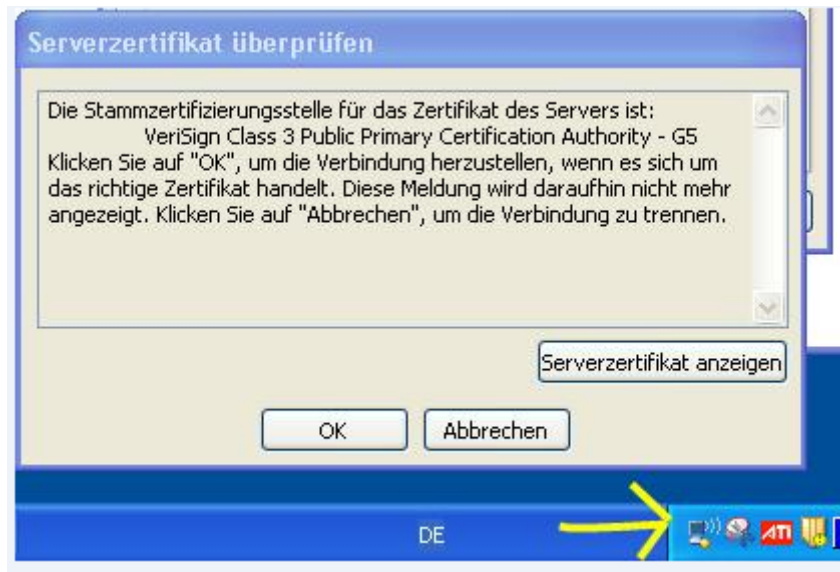 Serverzertifikat überprüfen
Die Stammzertifizierungsstelle für das Zertifikat des Servers ist:
VeriSign Class 3 Public Primary Certification Authority - G5
Klicken Sie auf "OK", um die Verbindung herzustellen, wenn es sich um
das richtige Zertifikat handelt. Diese Meldung wird daraufhin nicht mehr
angezeigt. Klicken Sie auf "Abbrechen", um die Verbindung zu trennen.
Serverzertifikat anzeigen
OK
Abbrechen
DE
ATI